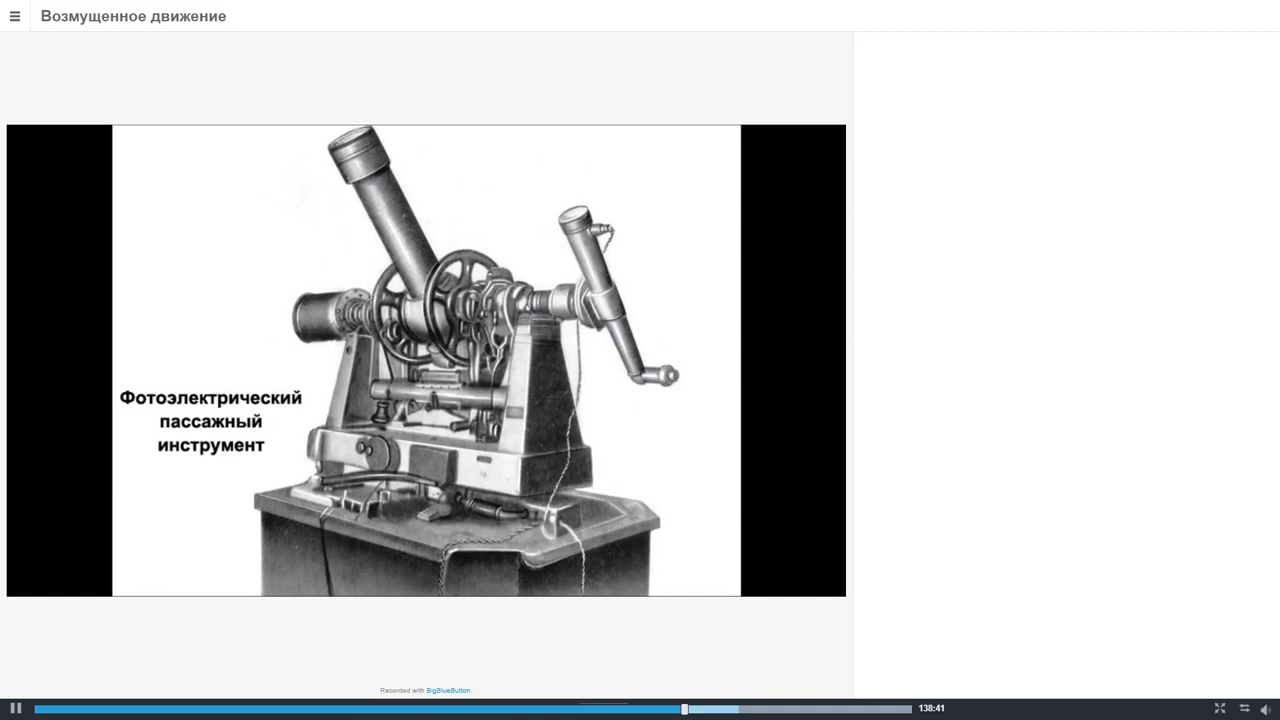 Возмущенное движение
Фотоэлектрический
пассажный
инструмент
Recorded with BigBlueButton.
138:41